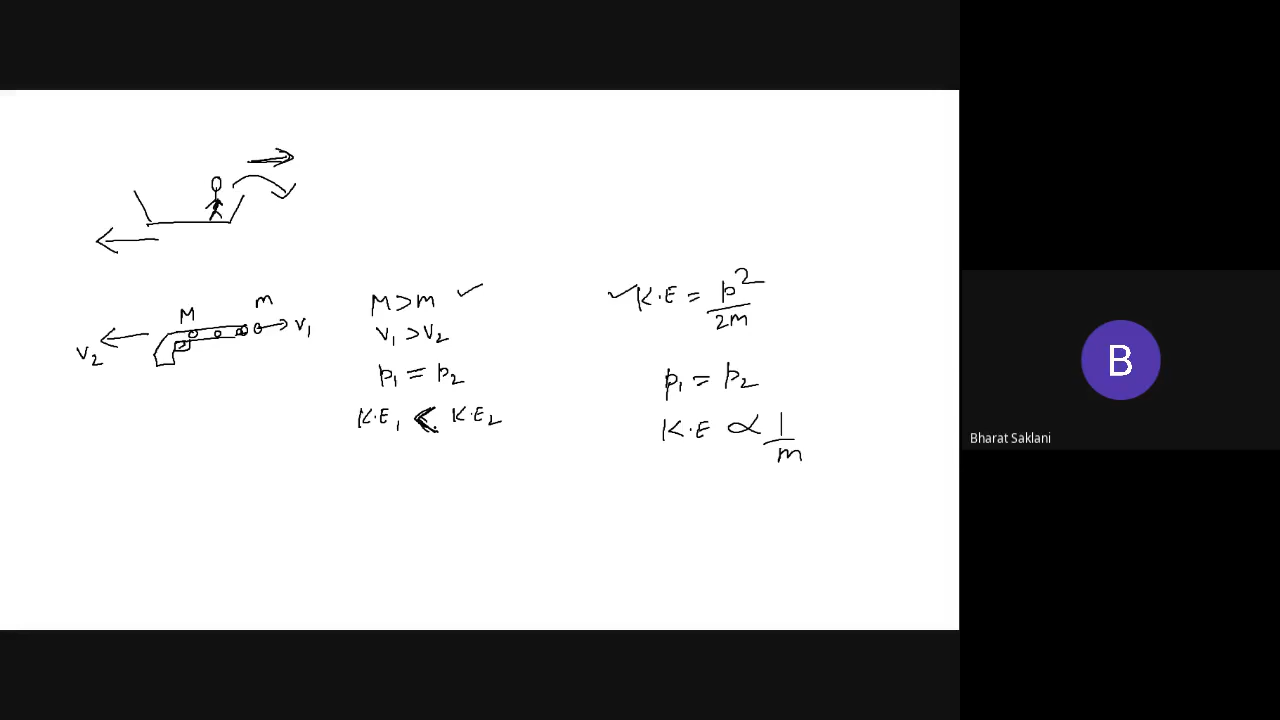 M m
V₂ V₁
M > m ✓
V₁ > V₂
p₁ = p₂
K.E₁ < K.E₂
✓ K.E = p²/2m
p₁ = p₂
K.E ∝ 1/m
B
Bharat Saklani